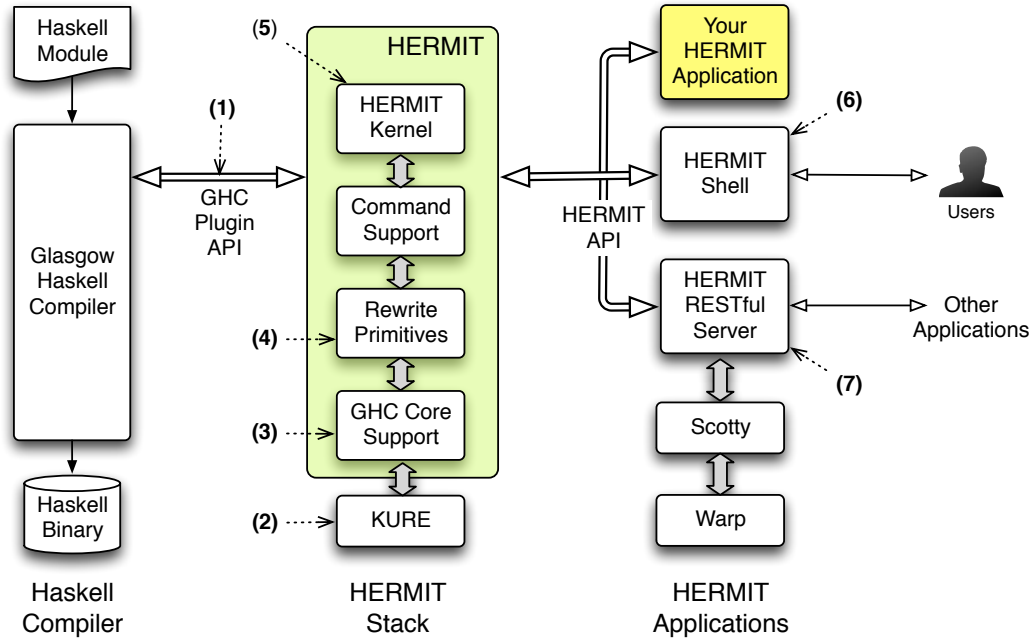 Haskell
Module
Glasgow
Haskell
Compiler
Haskell
Binary
Haskell
Compiler
(1)
GHC
Plugin
API
(5)
HERMIT
HERMIT
Kernel
Command
Support
Rewrite
Primitives
(4)
GHC Core
Support
(3)
KURE
(2)
HERMIT
Stack
HERMIT
API
Your
HERMIT
Application
(6)
HERMIT
Shell
Users
HERMIT
RESTful
Server
Other
Applications
(7)
Scotty
Warp
HERMIT
Applications